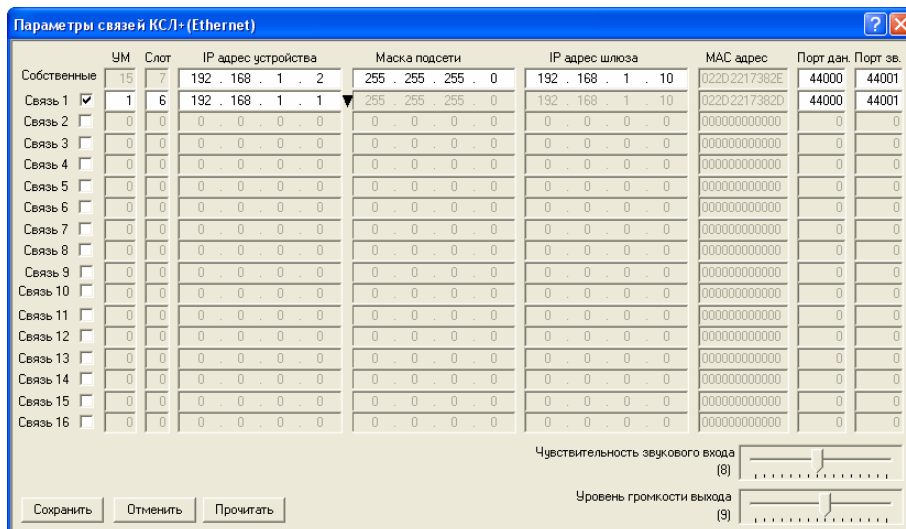 Параметры связей КСЛ+(Ethernet)
УМ Слот IP адрес устройства Маска подсети IP адрес шлюза MAC адрес Порт дан. Порт зв.
Собственные 15 7 192 . 168 . 1 . 2 255 . 255 . 255 . 0 192 . 168 . 1 . 10 022D2217382E 44000 44001
Связь 1 1 6 192 . 168 . 1 . 1 255 . 255 . 255 . 0 192 . 168 . 1 . 10 022D2217382D 44000 44001
Связь 2 0 0 0 . 0 . 0 . 0 0 . 0 . 0 . 0 0 . 0 . 0 . 0 000000000000 0 0
Связь 3 0 0 0 . 0 . 0 . 0 0 . 0 . 0 . 0 0 . 0 . 0 . 0 000000000000 0 0
Связь 4 0 0 0 . 0 . 0 . 0 0 . 0 . 0 . 0 0 . 0 . 0 . 0 000000000000 0 0
Связь 5 0 0 0 . 0 . 0 . 0 0 . 0 . 0 . 0 0 . 0 . 0 . 0 000000000000 0 0
Связь 6 0 0 0 . 0 . 0 . 0 0 . 0 . 0 . 0 0 . 0 . 0 . 0 000000000000 0 0
Связь 7 0 0 0 . 0 . 0 . 0 0 . 0 . 0 . 0 0 . 0 . 0 . 0 000000000000 0 0
Связь 8 0 0 0 . 0 . 0 . 0 0 . 0 . 0 . 0 0 . 0 . 0 . 0 000000000000 0 0
Связь 9 0 0 0 . 0 . 0 . 0 0 . 0 . 0 . 0 0 . 0 . 0 . 0 000000000000 0 0
Связь 10 0 0 0 . 0 . 0 . 0 0 . 0 . 0 . 0 0 . 0 . 0 . 0 000000000000 0 0
Связь 11 0 0 0 . 0 . 0 . 0 0 . 0 . 0 . 0 0 . 0 . 0 . 0 000000000000 0 0
Связь 12 0 0 0 . 0 . 0 . 0 0 . 0 . 0 . 0 0 . 0 . 0 . 0 000000000000 0 0
Связь 13 0 0 0 . 0 . 0 . 0 0 . 0 . 0 . 0 0 . 0 . 0 . 0 000000000000 0 0
Связь 14 0 0 0 . 0 . 0 . 0 0 . 0 . 0 . 0 0 . 0 . 0 . 0 000000000000 0 0
Связь 15 0 0 0 . 0 . 0 . 0 0 . 0 . 0 . 0 0 . 0 . 0 . 0 000000000000 0 0
Связь 16 0 0 0 . 0 . 0 . 0 0 . 0 . 0 . 0 0 . 0 . 0 . 0 000000000000 0 0
Чувствительность звукового входа
(8)
Уровень громкости выхода
(9)
Сохранить Отменить Прочитать